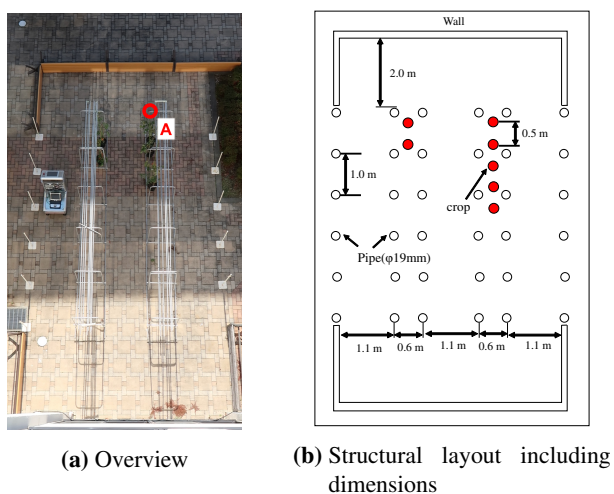 A
(a) Overview
Wall
2.0 m
0.5 m
1.0 m
crop
Pipe(φ19mm)
1.1 m
0.6 m
1.1 m
0.6 m
1.1 m
(b) Structural layout including
dimensions